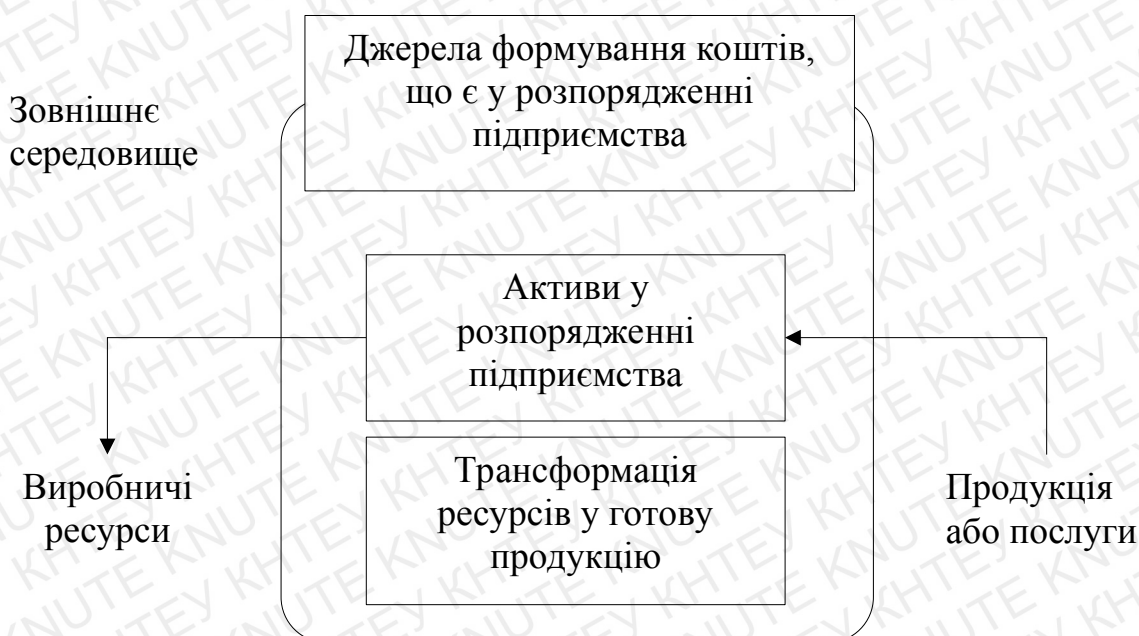 Джерела формування коштів,
що є у розпорядженні
підприємства
Зовнішнє
середовище
Активи у
розпорядженні
підприємства
Виробничі
ресурси
Трансформація
ресурсів у готову
продукцію
Продукція
або послуги